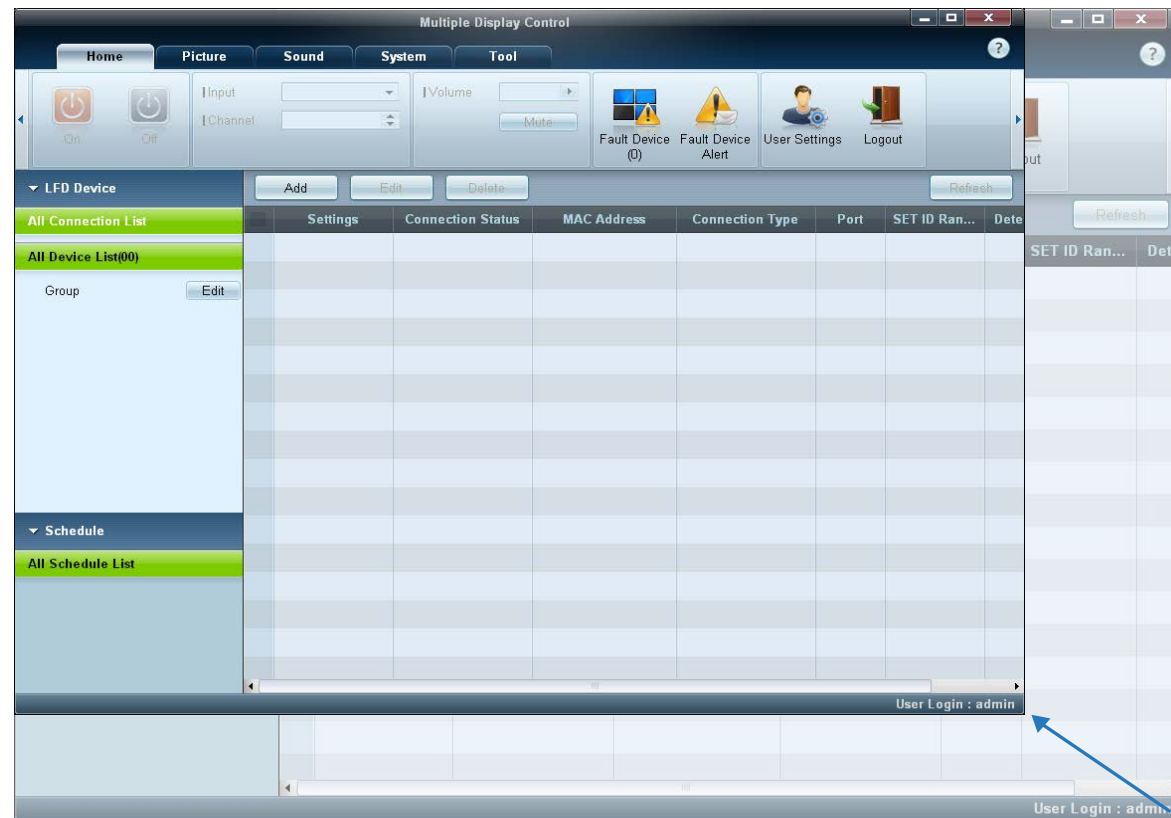 Multiple Display Control
Home Picture Sound System Tool
?
?
Input
Volume
Channel
Mute
On Off
Fault Device (0)
Fault Device Alert
User Settings
Logout
out
LFD Device
Add Edit Delete Refresh
Refresh
All Connection List
Settings Connection Status MAC Address Connection Type Port SET ID Ran... Dete
SET ID Ran... Det
All Device List(00)
Group Edit
Schedule
All Schedule List
User Login : admin
User Login : admin